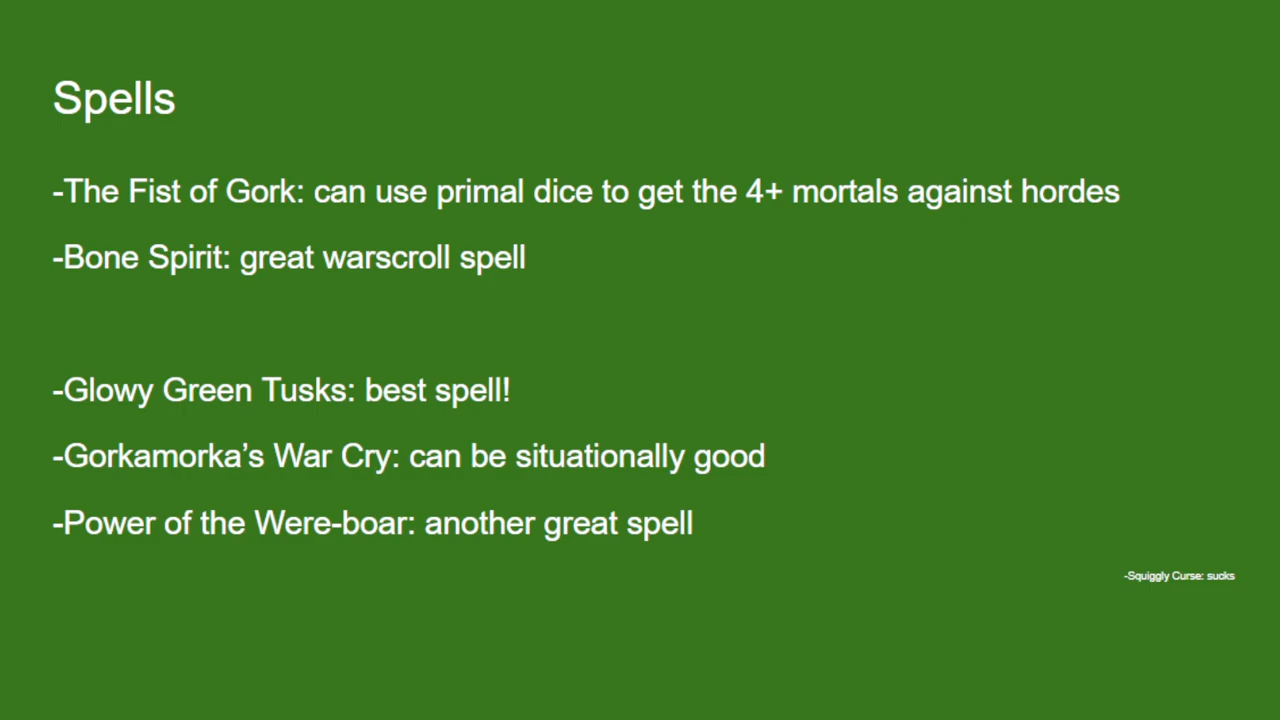 Spells
-The Fist of Gork: can use primal dice to get the 4+ mortals against hordes
-Bone Spirit: great warscroll spell
-Glowy Green Tusks: best spell!
-Gorkamorka’s War Cry: can be situationally good
-Power of the Were-boar: another great spell
-Squiggly Curse: sucks